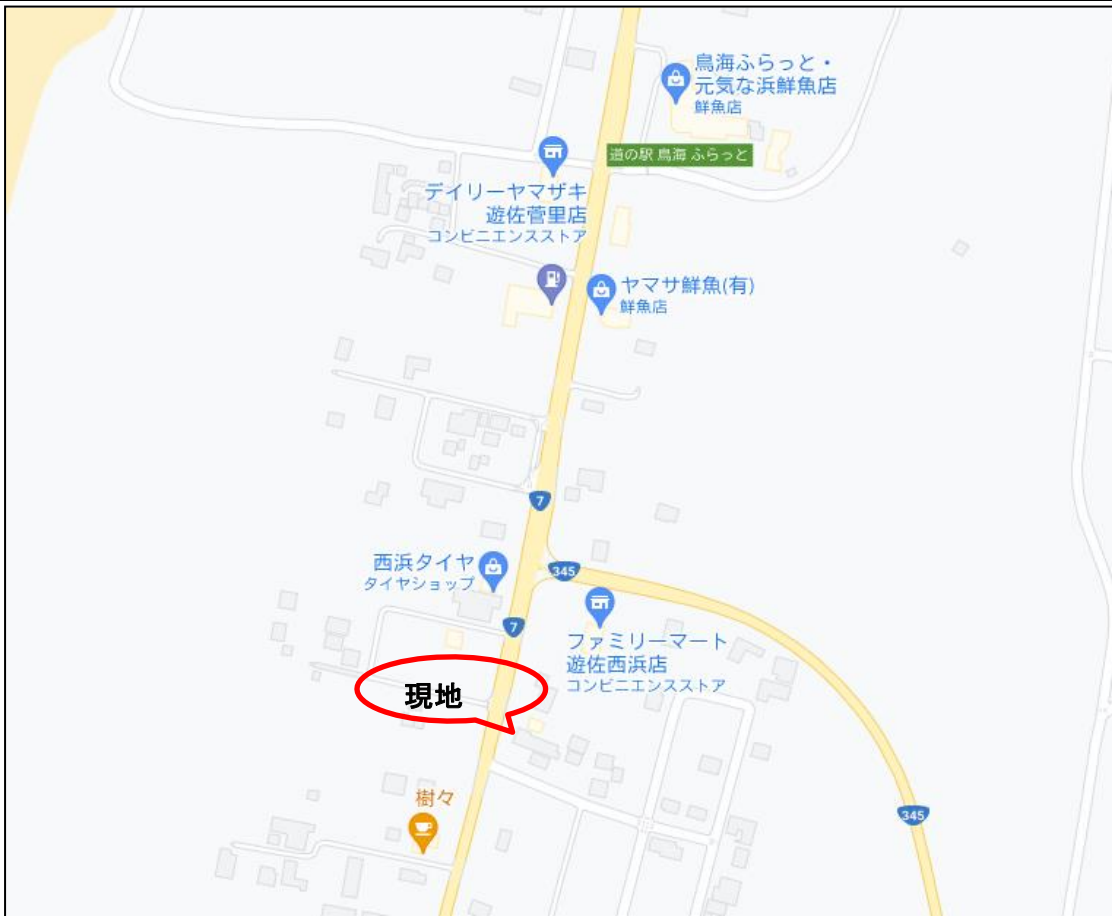 鳥海ふらっと・
元気な浜鮮魚店
鮮魚店
道の駅 鳥海 ふらっと
デイリーヤマザキ
遊佐菅里店
コンビニエンスストア
ヤマサ鮮魚(有)
鮮魚店
7
西浜タイヤ
タイヤショップ
345
7
ファミリーマート
遊佐西浜店
コンビニエンスストア
現地
樹々
345